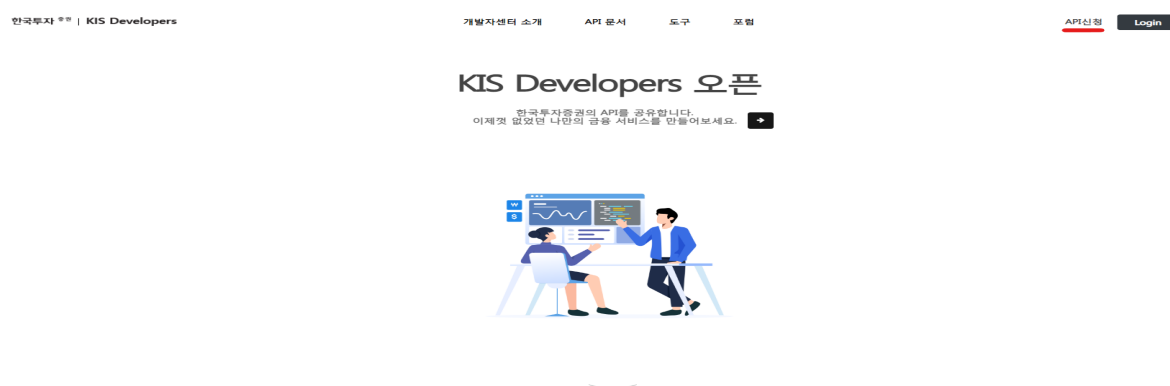 한국투자 증권 | KIS Developers
개발자센터 소개
API 문서
도구
포럼
API신청
Login
KIS Developers 오픈
한국투자증권의 API를 공유합니다.
이제껏 없었던 나만의 금융 서비스를 만들어보세요.
W
S